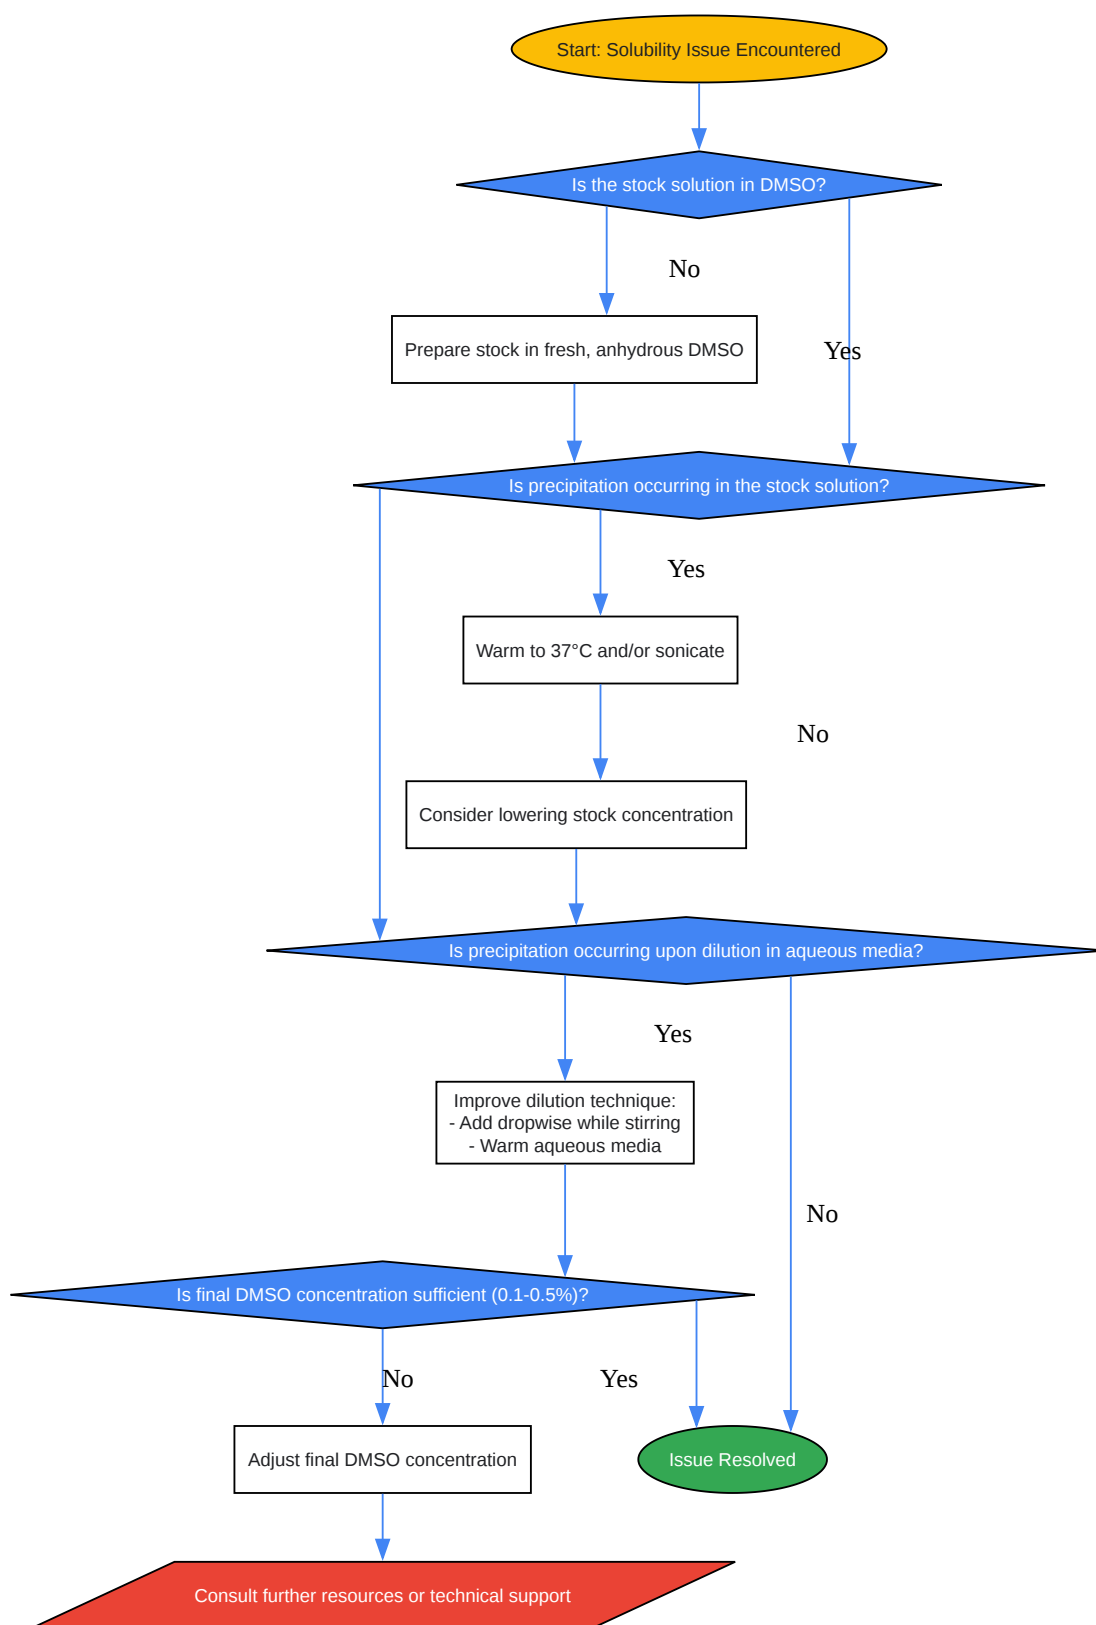 Start: Solubility Issue Encountered
Is the stock solution in DMSO?
No
Prepare stock in fresh, anhydrous DMSO
Yes
Is precipitation occurring in the stock solution?
Yes
Warm to 37°C and/or sonicate
No
Consider lowering stock concentration
Is precipitation occurring upon dilution in aqueous media?
Yes
Improve dilution technique:
- Add dropwise while stirring
- Warm aqueous media
No
Is final DMSO concentration sufficient (0.1-0.5%)?
No
Yes
Adjust final DMSO concentration
Issue Resolved
Consult further resources or technical support